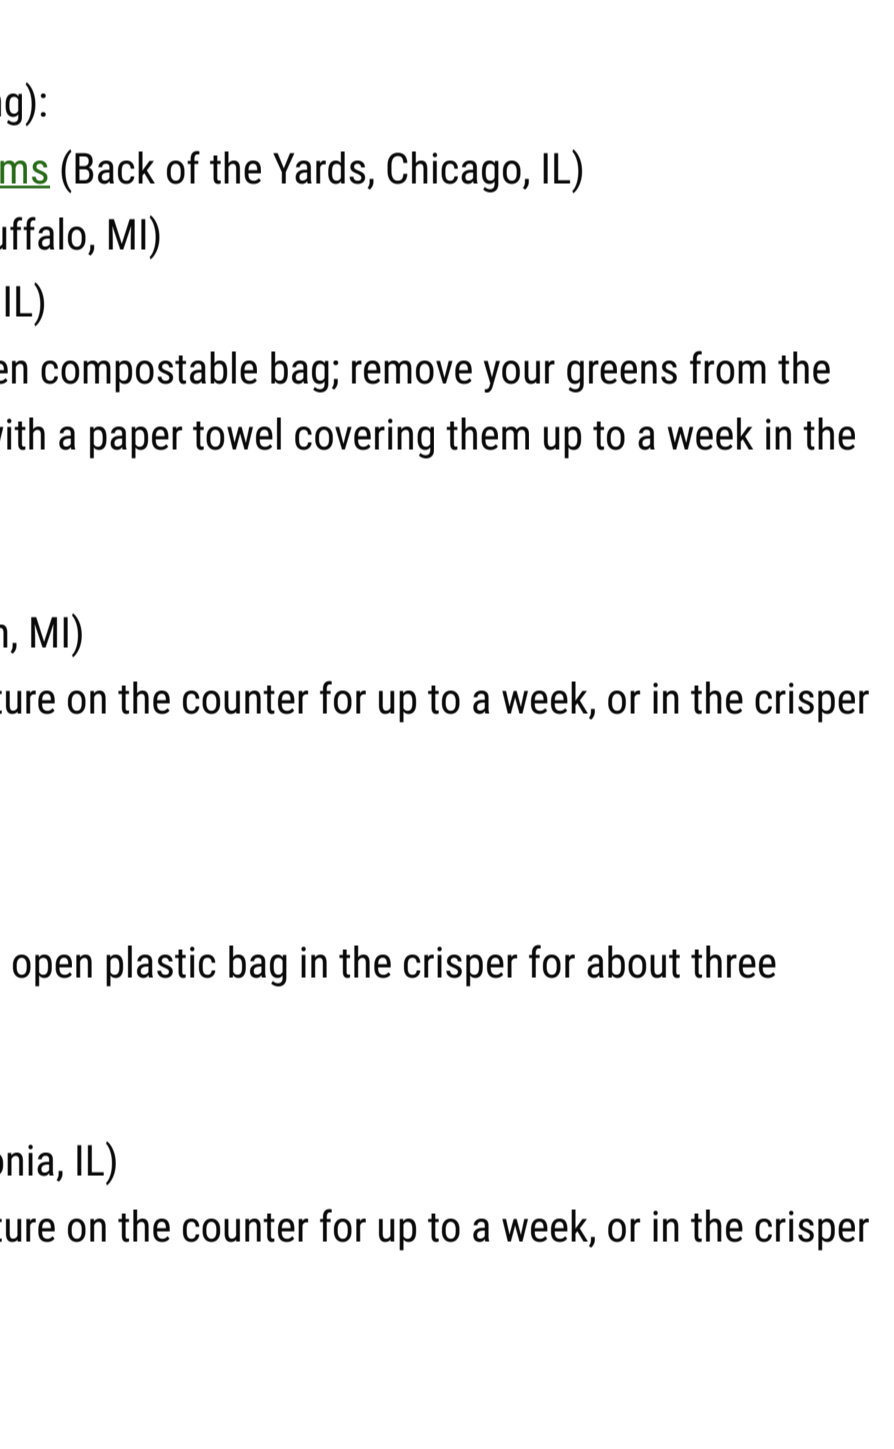 g):
ms (Back of the Yards, Chicago, IL)
uffalo, MI)
IL)
en compostable bag; remove your greens from the
with a paper towel covering them up to a week in the
n, MI)
ture on the counter for up to a week, or in the crisper
open plastic bag in the crisper for about three
onia, IL)
ture on the counter for up to a week, or in the crisper